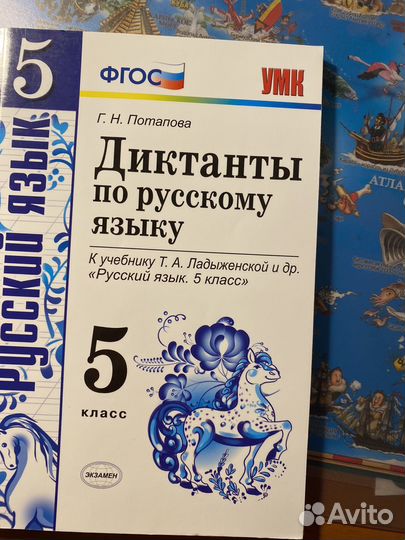 5
РУССКИЙ ЯЗЫК
ФГОС
УМК
Г. Н. Потапова
Диктанты
по русскому
языку
К учебнику Т. А. Ладыженской и др.
«Русский язык. 5 класс»
5
класс
ЭКЗАМЕН
АТЛА
Avito